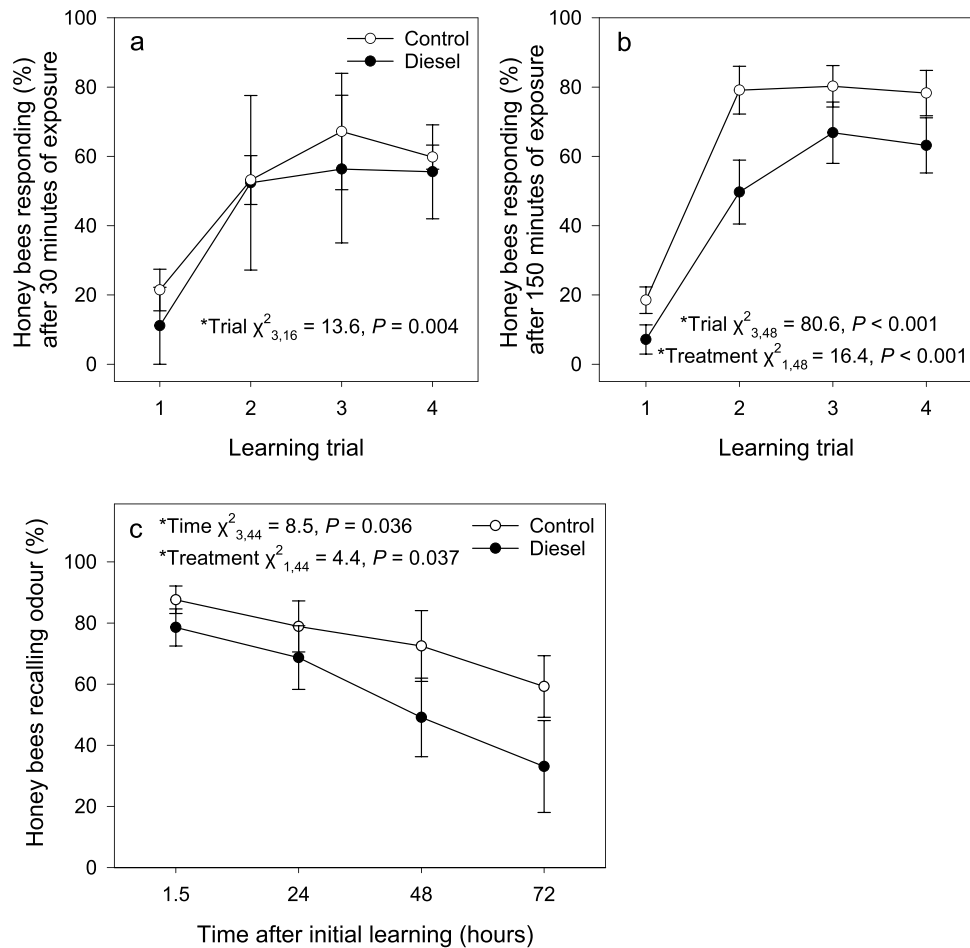 Honey bees responding (%)
after 30 minutes of exposure
100
80
60
40
20
0
a
Control
Diesel
*Trial χ²₃,₁₆ = 13.6, P = 0.004
1 2 3 4
Learning trial
Honey bees responding (%)
after 150 minutes of exposure
100
80
60
40
20
0
b
*Trial χ²₃,₄₈ = 80.6, P < 0.001
*Treatment χ²₁,₄₈ = 16.4, P < 0.001
1 2 3 4
Learning trial
Honey bees recalling odour (%)
100
80
60
40
20
0
c
*Time χ²₃,₄₄ = 8.5, P = 0.036
*Treatment χ²₁,₄₄ = 4.4, P = 0.037
Control
Diesel
1.5 24 48 72
Time after initial learning (hours)